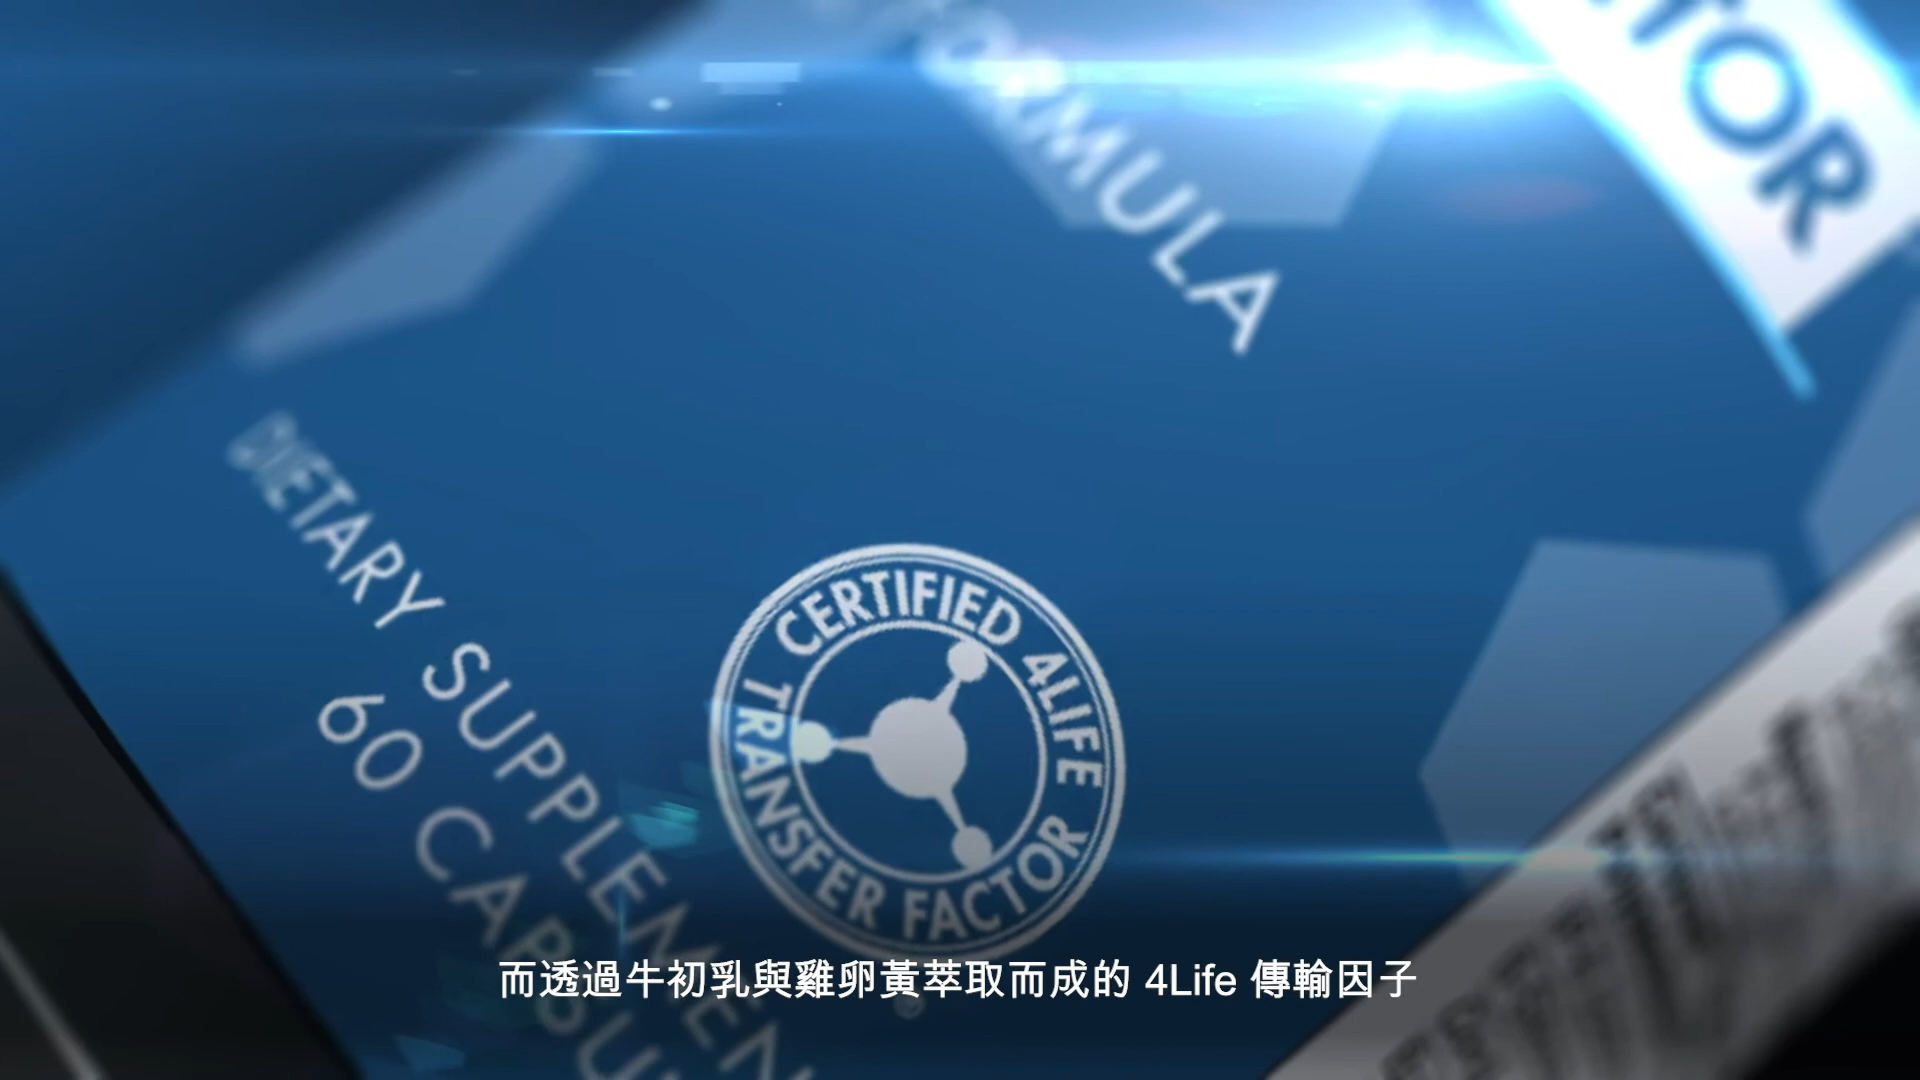 FORMULA
TOR
DIETARY SUPPLEMEN
60 CAPSU
CERTIFIED 4LIFE
TRANSFER FACTOR
而透過牛初乳與雞卵黃萃取而成的 4Life 傳輸因子